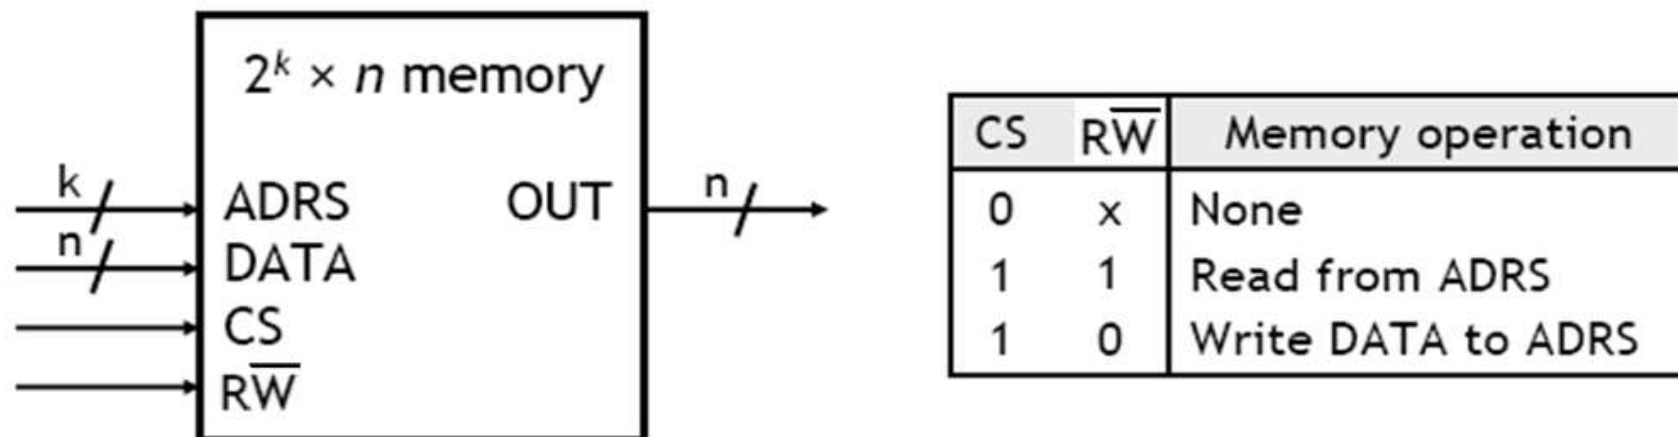 2ᵏ × n memory
k
ADRS OUT n
n
DATA
CS
RW̅
CS RW̅ Memory operation
0 x None
1 1 Read from ADRS
1 0 Write DATA to ADRS